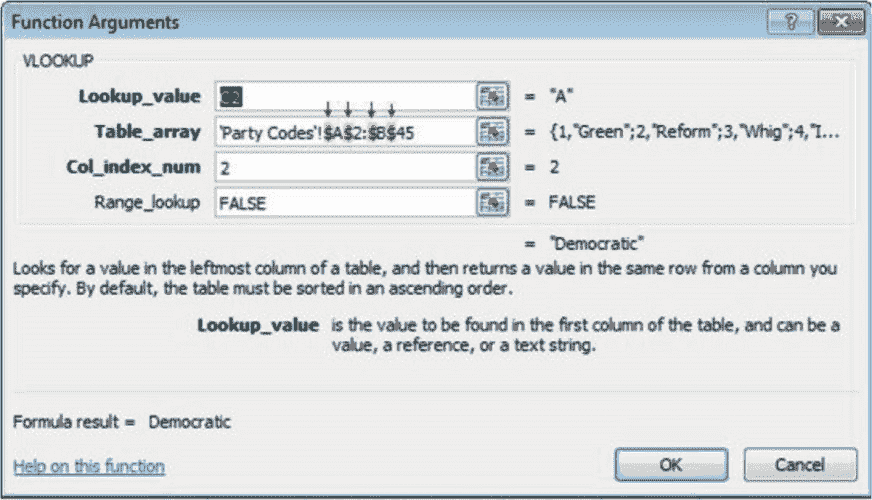 Function Arguments
VLOOKUP
Lookup_value = "A"
Table_array 'Party Codes'!$A$2:$B$45 = {1,"Green";2,"Reform";3,"Whig";4,"I...
Col_index_num 2 = 2
Range_lookup FALSE = FALSE
= "Democratic"
Looks for a value in the leftmost column of a table, and then returns a value in the same row from a column you
specify. By default, the table must be sorted in an ascending order.
Lookup_value is the value to be found in the first column of the table, and can be a
value, a reference, or a text string.
Formula result = Democratic
Help on this function
OK
Cancel